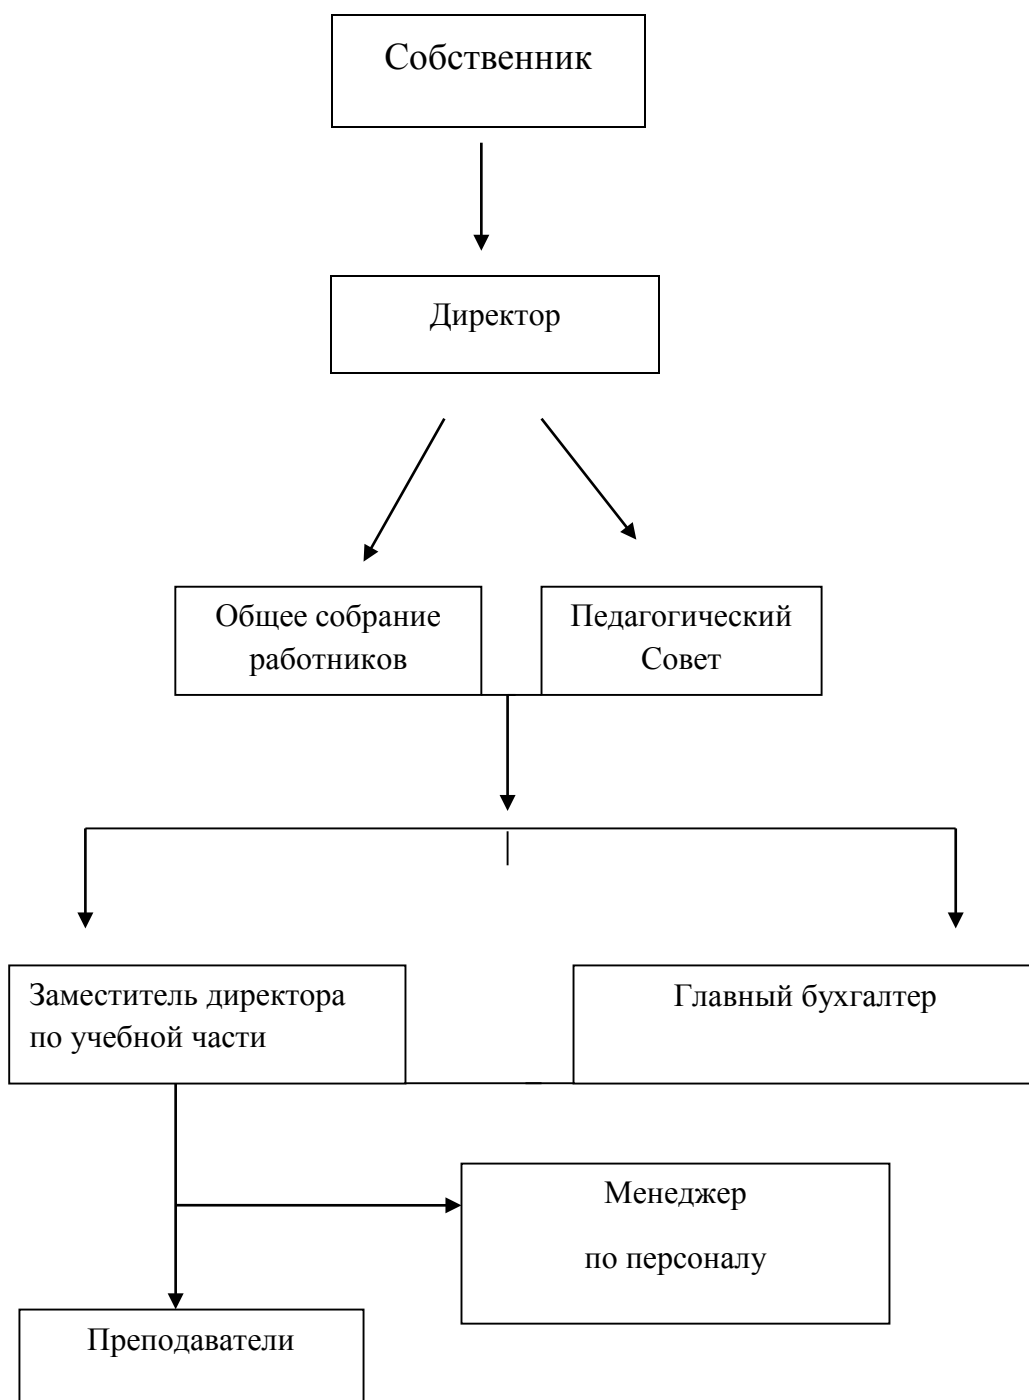 Собственник
Директор
Общее собрание
работников
Педагогический
Совет
Заместитель директора
по учебной части
Главный бухгалтер
Менеджер
по персоналу
Преподаватели